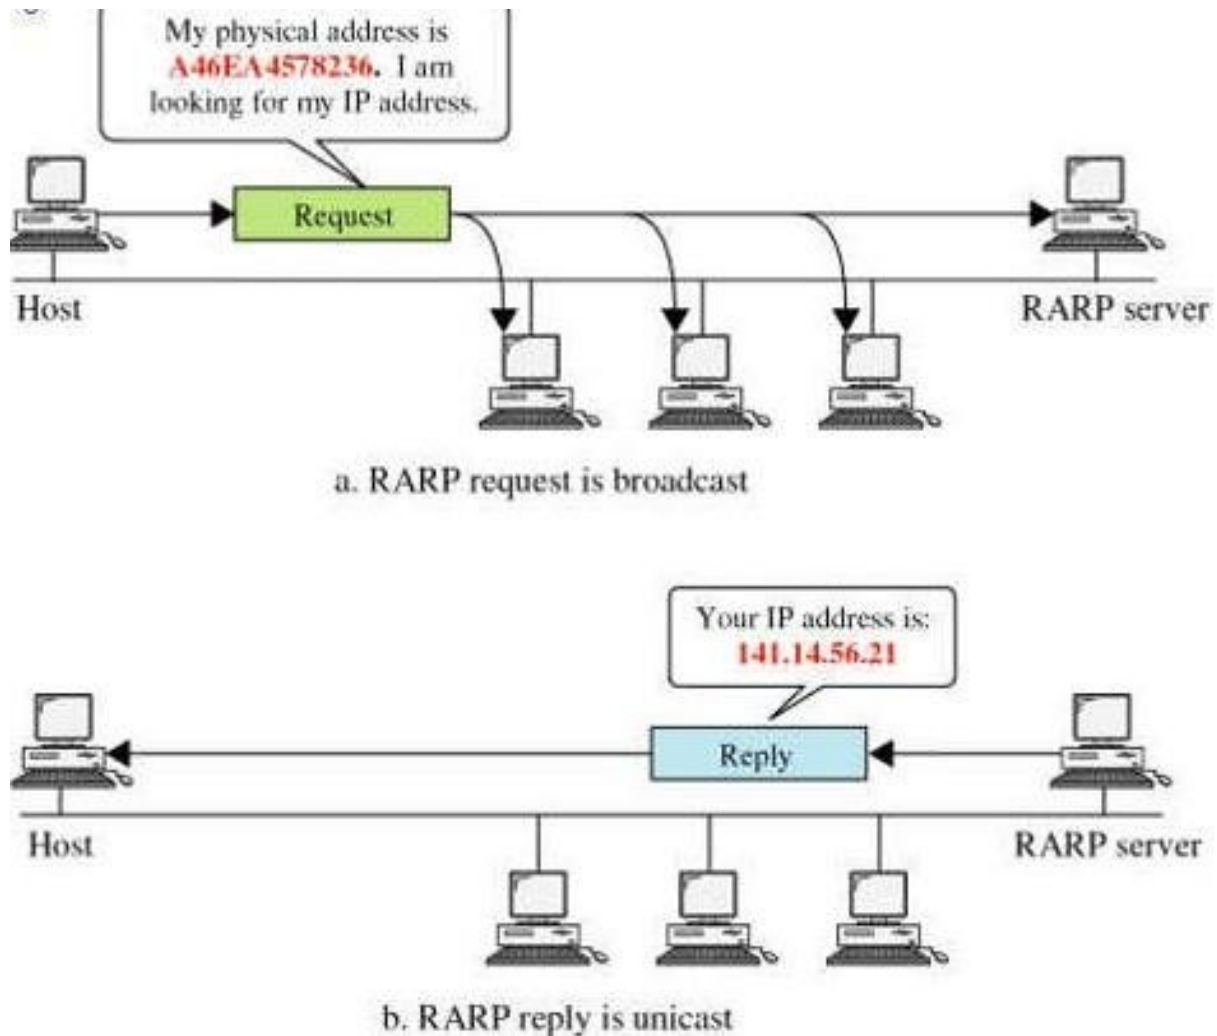 My physical address is
A46EA4578236. I am
looking for my IP address.
Request
Host
RARP server
a. RARP request is broadcast
Your IP address is:
141.14.56.21
Reply
Host
RARP server
b. RARP reply is unicast